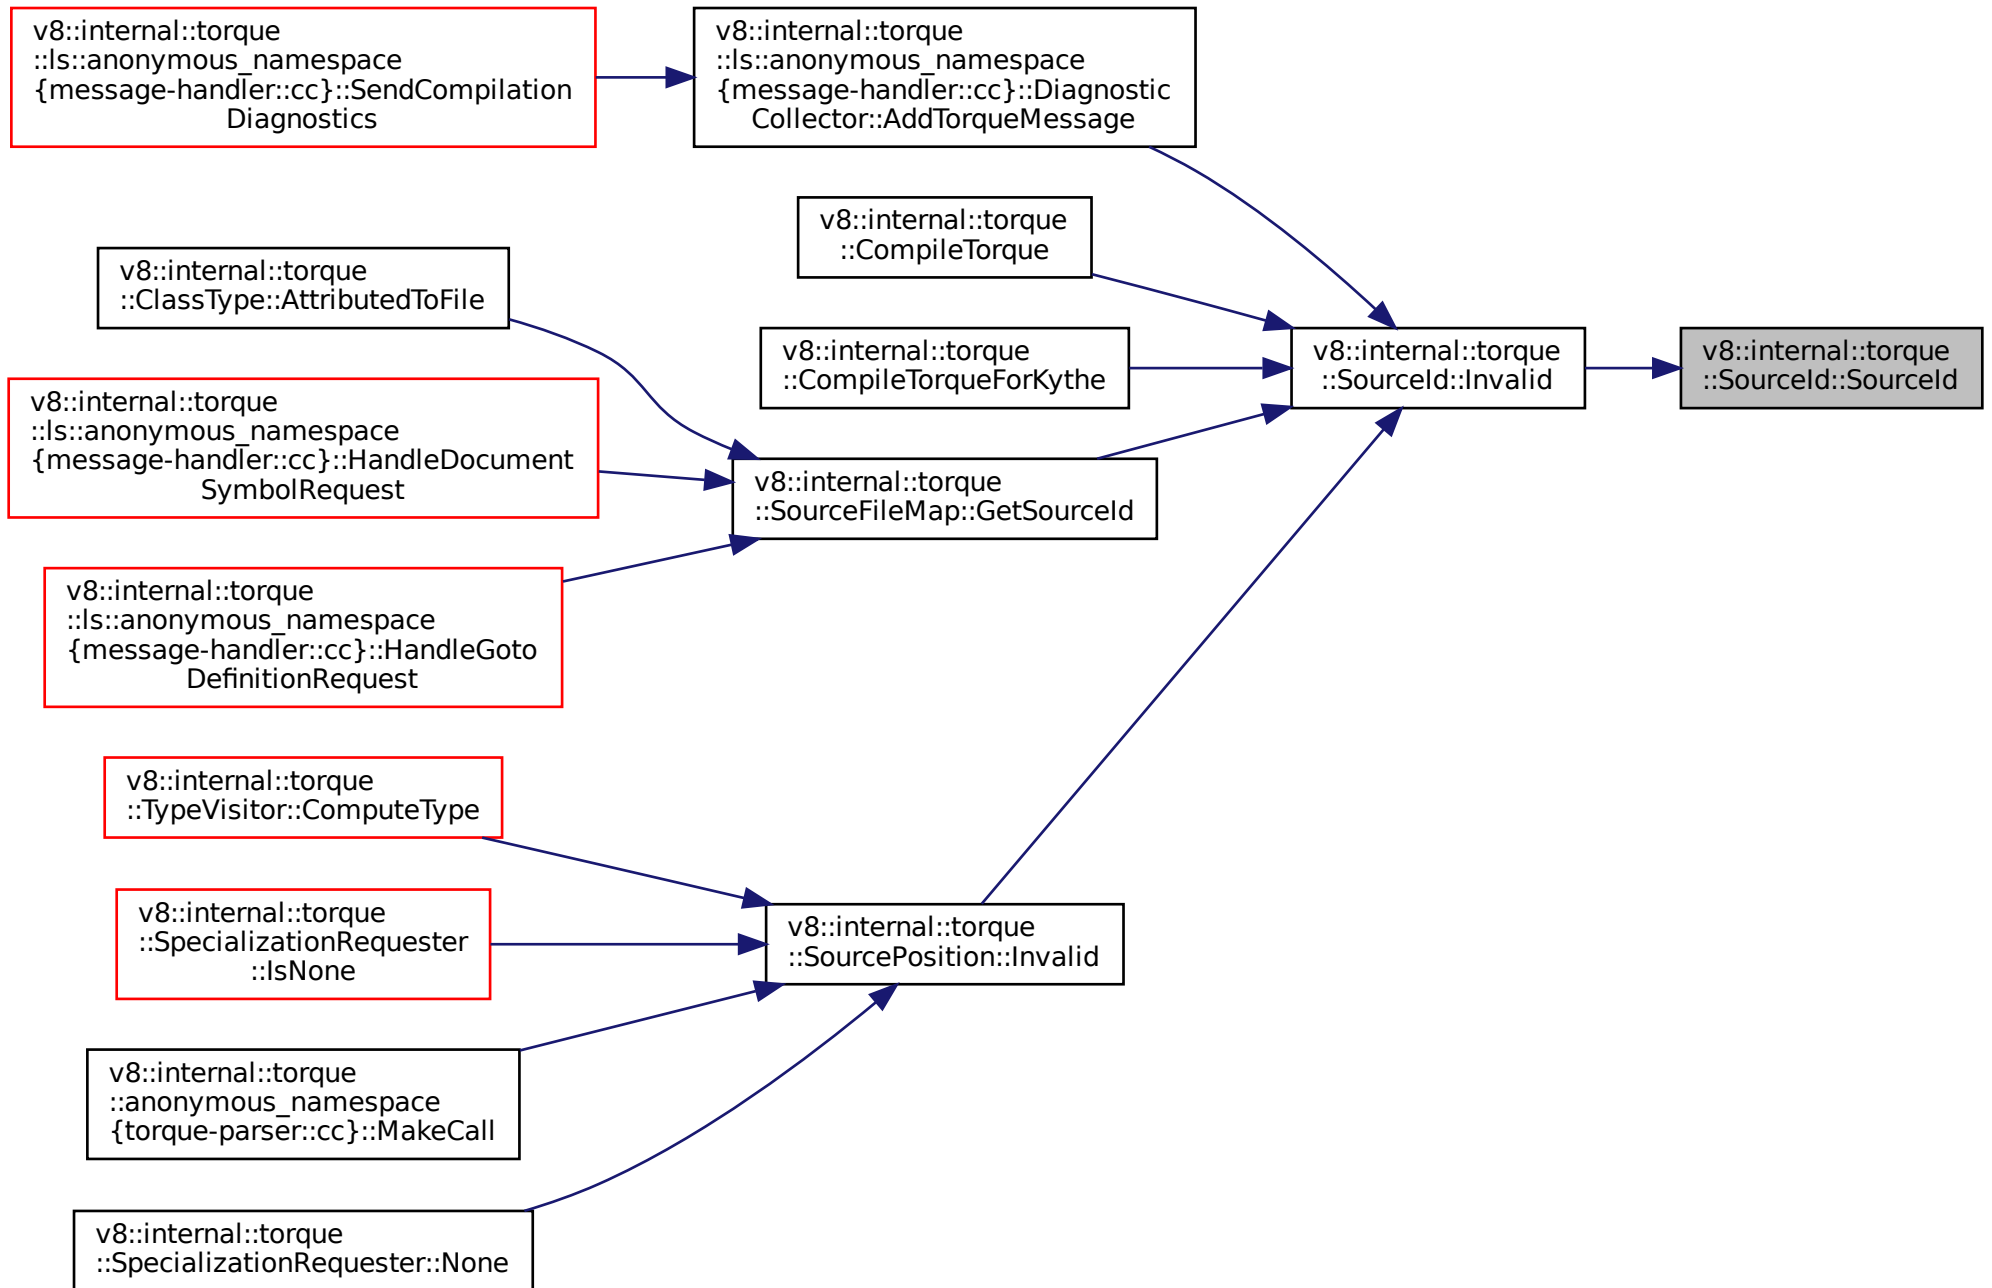 v8::internal::torque
::ls::anonymous_namespace
{message-handler::cc}::SendCompilation
Diagnostics
v8::internal::torque
::ls::anonymous_namespace
{message-handler::cc}::Diagnostic
Collector::AddTorqueMessage
v8::internal::torque
::CompileTorque
v8::internal::torque
::ClassType::AttributedToFile
v8::internal::torque
::CompileTorqueForKythe
v8::internal::torque
::SourceId::Invalid
v8::internal::torque
::SourceId::SourceId
v8::internal::torque
::ls::anonymous_namespace
{message-handler::cc}::HandleDocument
SymbolRequest
v8::internal::torque
::SourceFileMap::GetSourceId
v8::internal::torque
::ls::anonymous_namespace
{message-handler::cc}::HandleGoto
DefinitionRequest
v8::internal::torque
::TypeVisitor::ComputeType
v8::internal::torque
::SpecializationRequester
::IsNone
v8::internal::torque
::SourcePosition::Invalid
v8::internal::torque
::anonymous_namespace
{torque-parser::cc}::MakeCall
v8::internal::torque
::SpecializationRequester::None